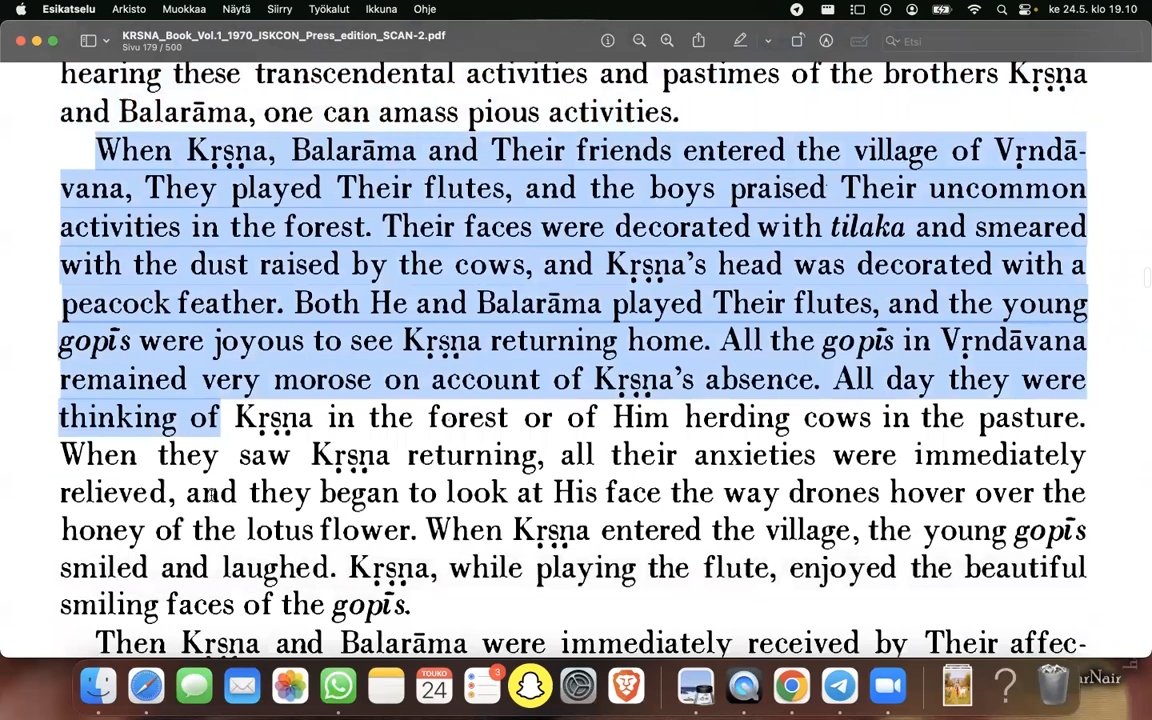 Esikatselu Arkisto Muokkaa Näytä Siirry Työkalut Ikkuna Ohje ke 24.5. klo 19.10
KRSNA_Book_Vol.1_1970_ISKCON_Press_edition_SCAN-2.pdf
Sivu 179 / 500
Etsi
hearing these transcendental activities and pastimes of the brothers Kṛṣṇa
and Balarāma, one can amass pious activities.
When Kṛṣṇa, Balarāma and Their friends entered the village of Vṛndā-
vana, They played Their flutes, and the boys praised Their uncommon
activities in the forest. Their faces were decorated with tilaka and smeared
with the dust raised by the cows, and Kṛṣṇa's head was decorated with a
peacock feather. Both He and Balarāma played Their flutes, and the young
gopīs were joyous to see Kṛṣṇa returning home. All the gopīs in Vṛndāvana
remained very morose on account of Kṛṣṇa's absence. All day they were
thinking of Kṛṣṇa in the forest or of Him herding cows in the pasture.
When they saw Kṛṣṇa returning, all their anxieties were immediately
relieved, and they began to look at His face the way drones hover over the
honey of the lotus flower. When Kṛṣṇa entered the village, the young gopīs
smiled and laughed. Kṛṣṇa, while playing the flute, enjoyed the beautiful
smiling faces of the gopīs.
Then Kṛṣṇa and Balarāma were immediately received by Their affec-
TOUKO
24
3
arNair